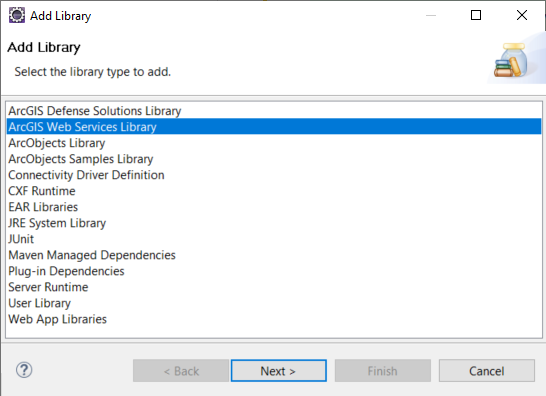 Add Library
Add Library
Select the library type to add.
ArcGIS Defense Solutions Library
ArcGIS Web Services Library
ArcObjects Library
ArcObjects Samples Library
Connectivity Driver Definition
CXF Runtime
EAR Libraries
JRE System Library
JUnit
Maven Managed Dependencies
Plug-in Dependencies
Server Runtime
User Library
Web App Libraries
? < Back Next > Finish Cancel